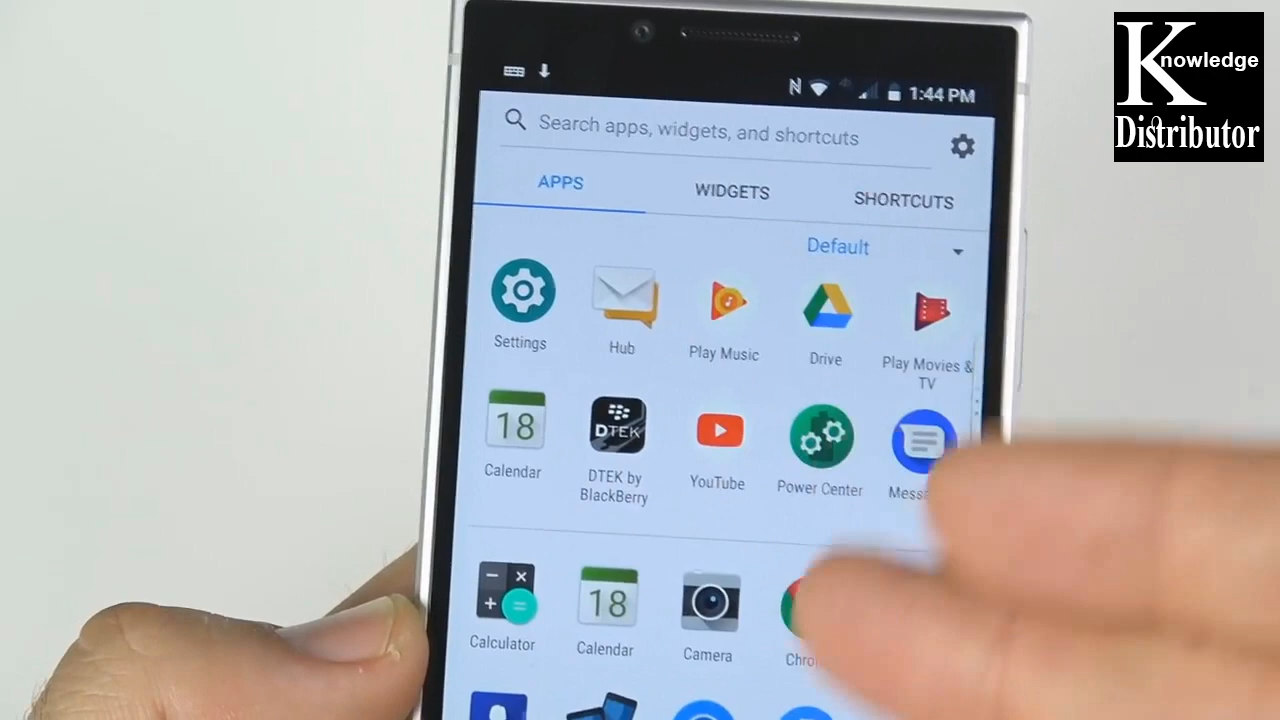 Knowledge
Distributor
1:44 PM
Search apps, widgets, and shortcuts
APPS WIDGETS SHORTCUTS
Default
Settings Hub Play Music Drive Play Movies &
TV
18
DTEK
Calendar DTEK by YouTube Power Center
BlackBerry
18
Calculator Calendar Camera